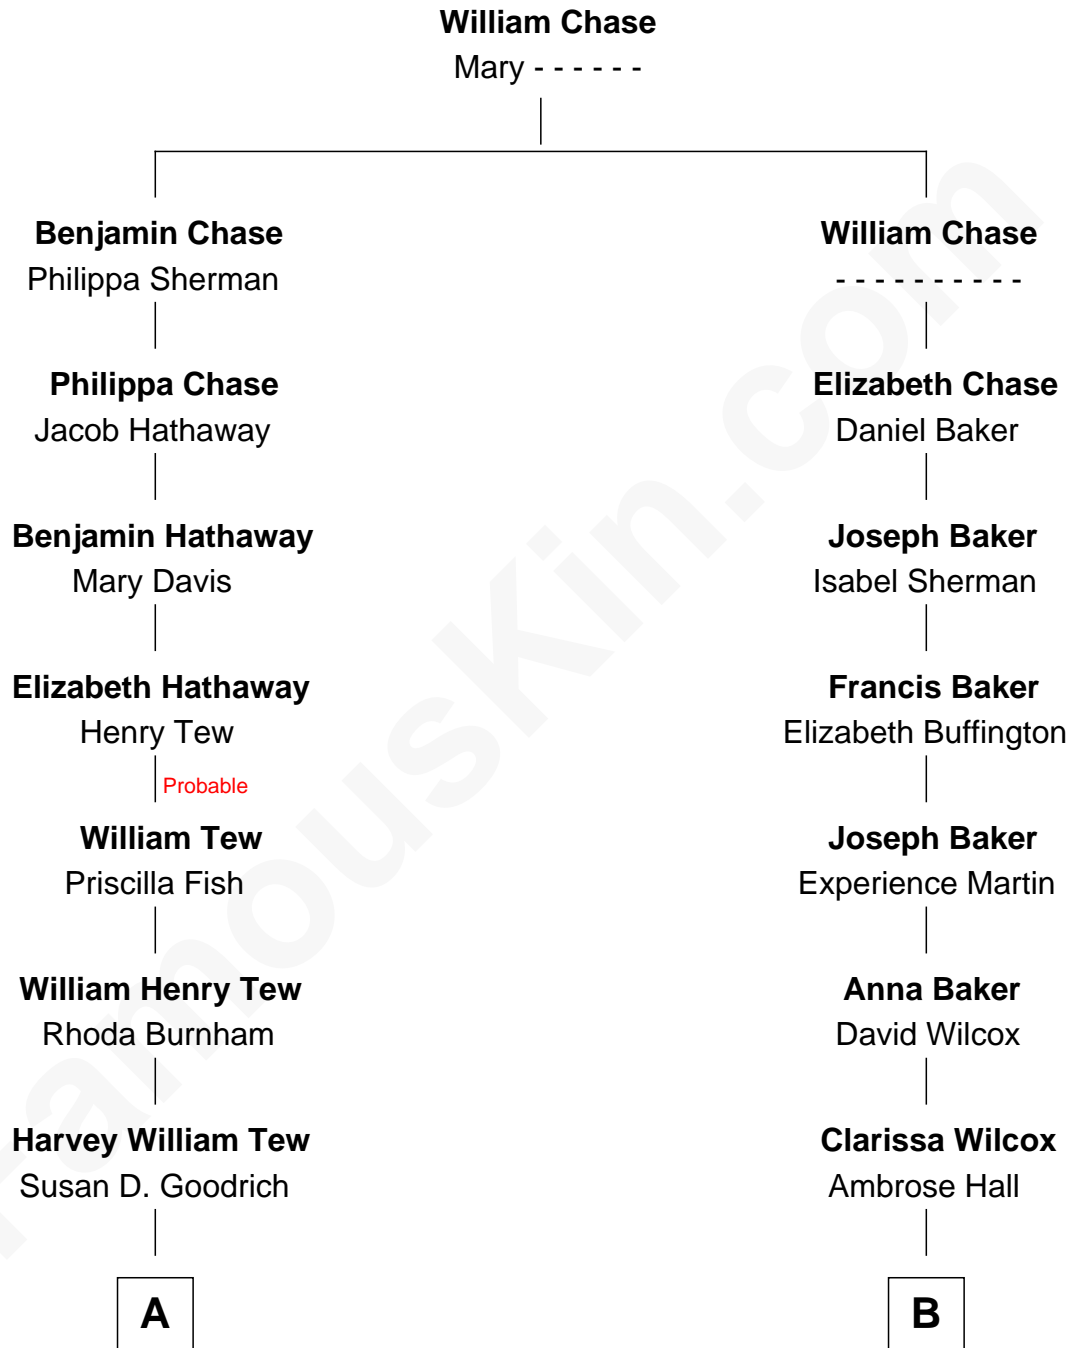 William Chase
Mary - - - - - -
Benjamin Chase
Philippa Sherman
William Chase
- - - - - - - - - -
Philippa Chase
Jacob Hathaway
Elizabeth Chase
Daniel Baker
Benjamin Hathaway
Mary Davis
Joseph Baker
Isabel Sherman
Elizabeth Hathaway
Henry Tew
Francis Baker
Elizabeth Buffington
Probable
William Tew
Priscilla Fish
Joseph Baker
Experience Martin
William Henry Tew
Rhoda Burnham
Anna Baker
David Wilcox
Harvey William Tew
Susan D. Goodrich
Clarissa Wilcox
Ambrose Hall
A
B
FamousKin.com